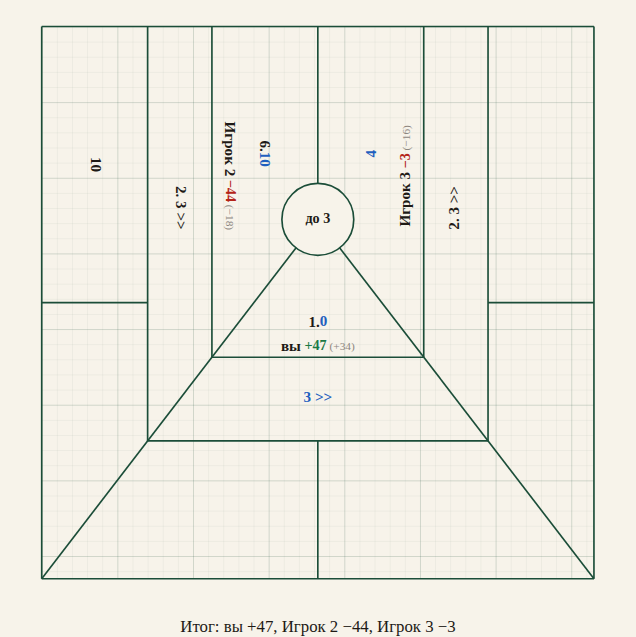 10
2. 3 >>
Игрок 2 −44 (−18)
6.10
4
Игрок 3 −3 (−16)
2. 3 <<
до 3
1.0
вы +47 (+34)
3 >>
Итог: вы +47, Игрок 2 −44, Игрок 3 −3